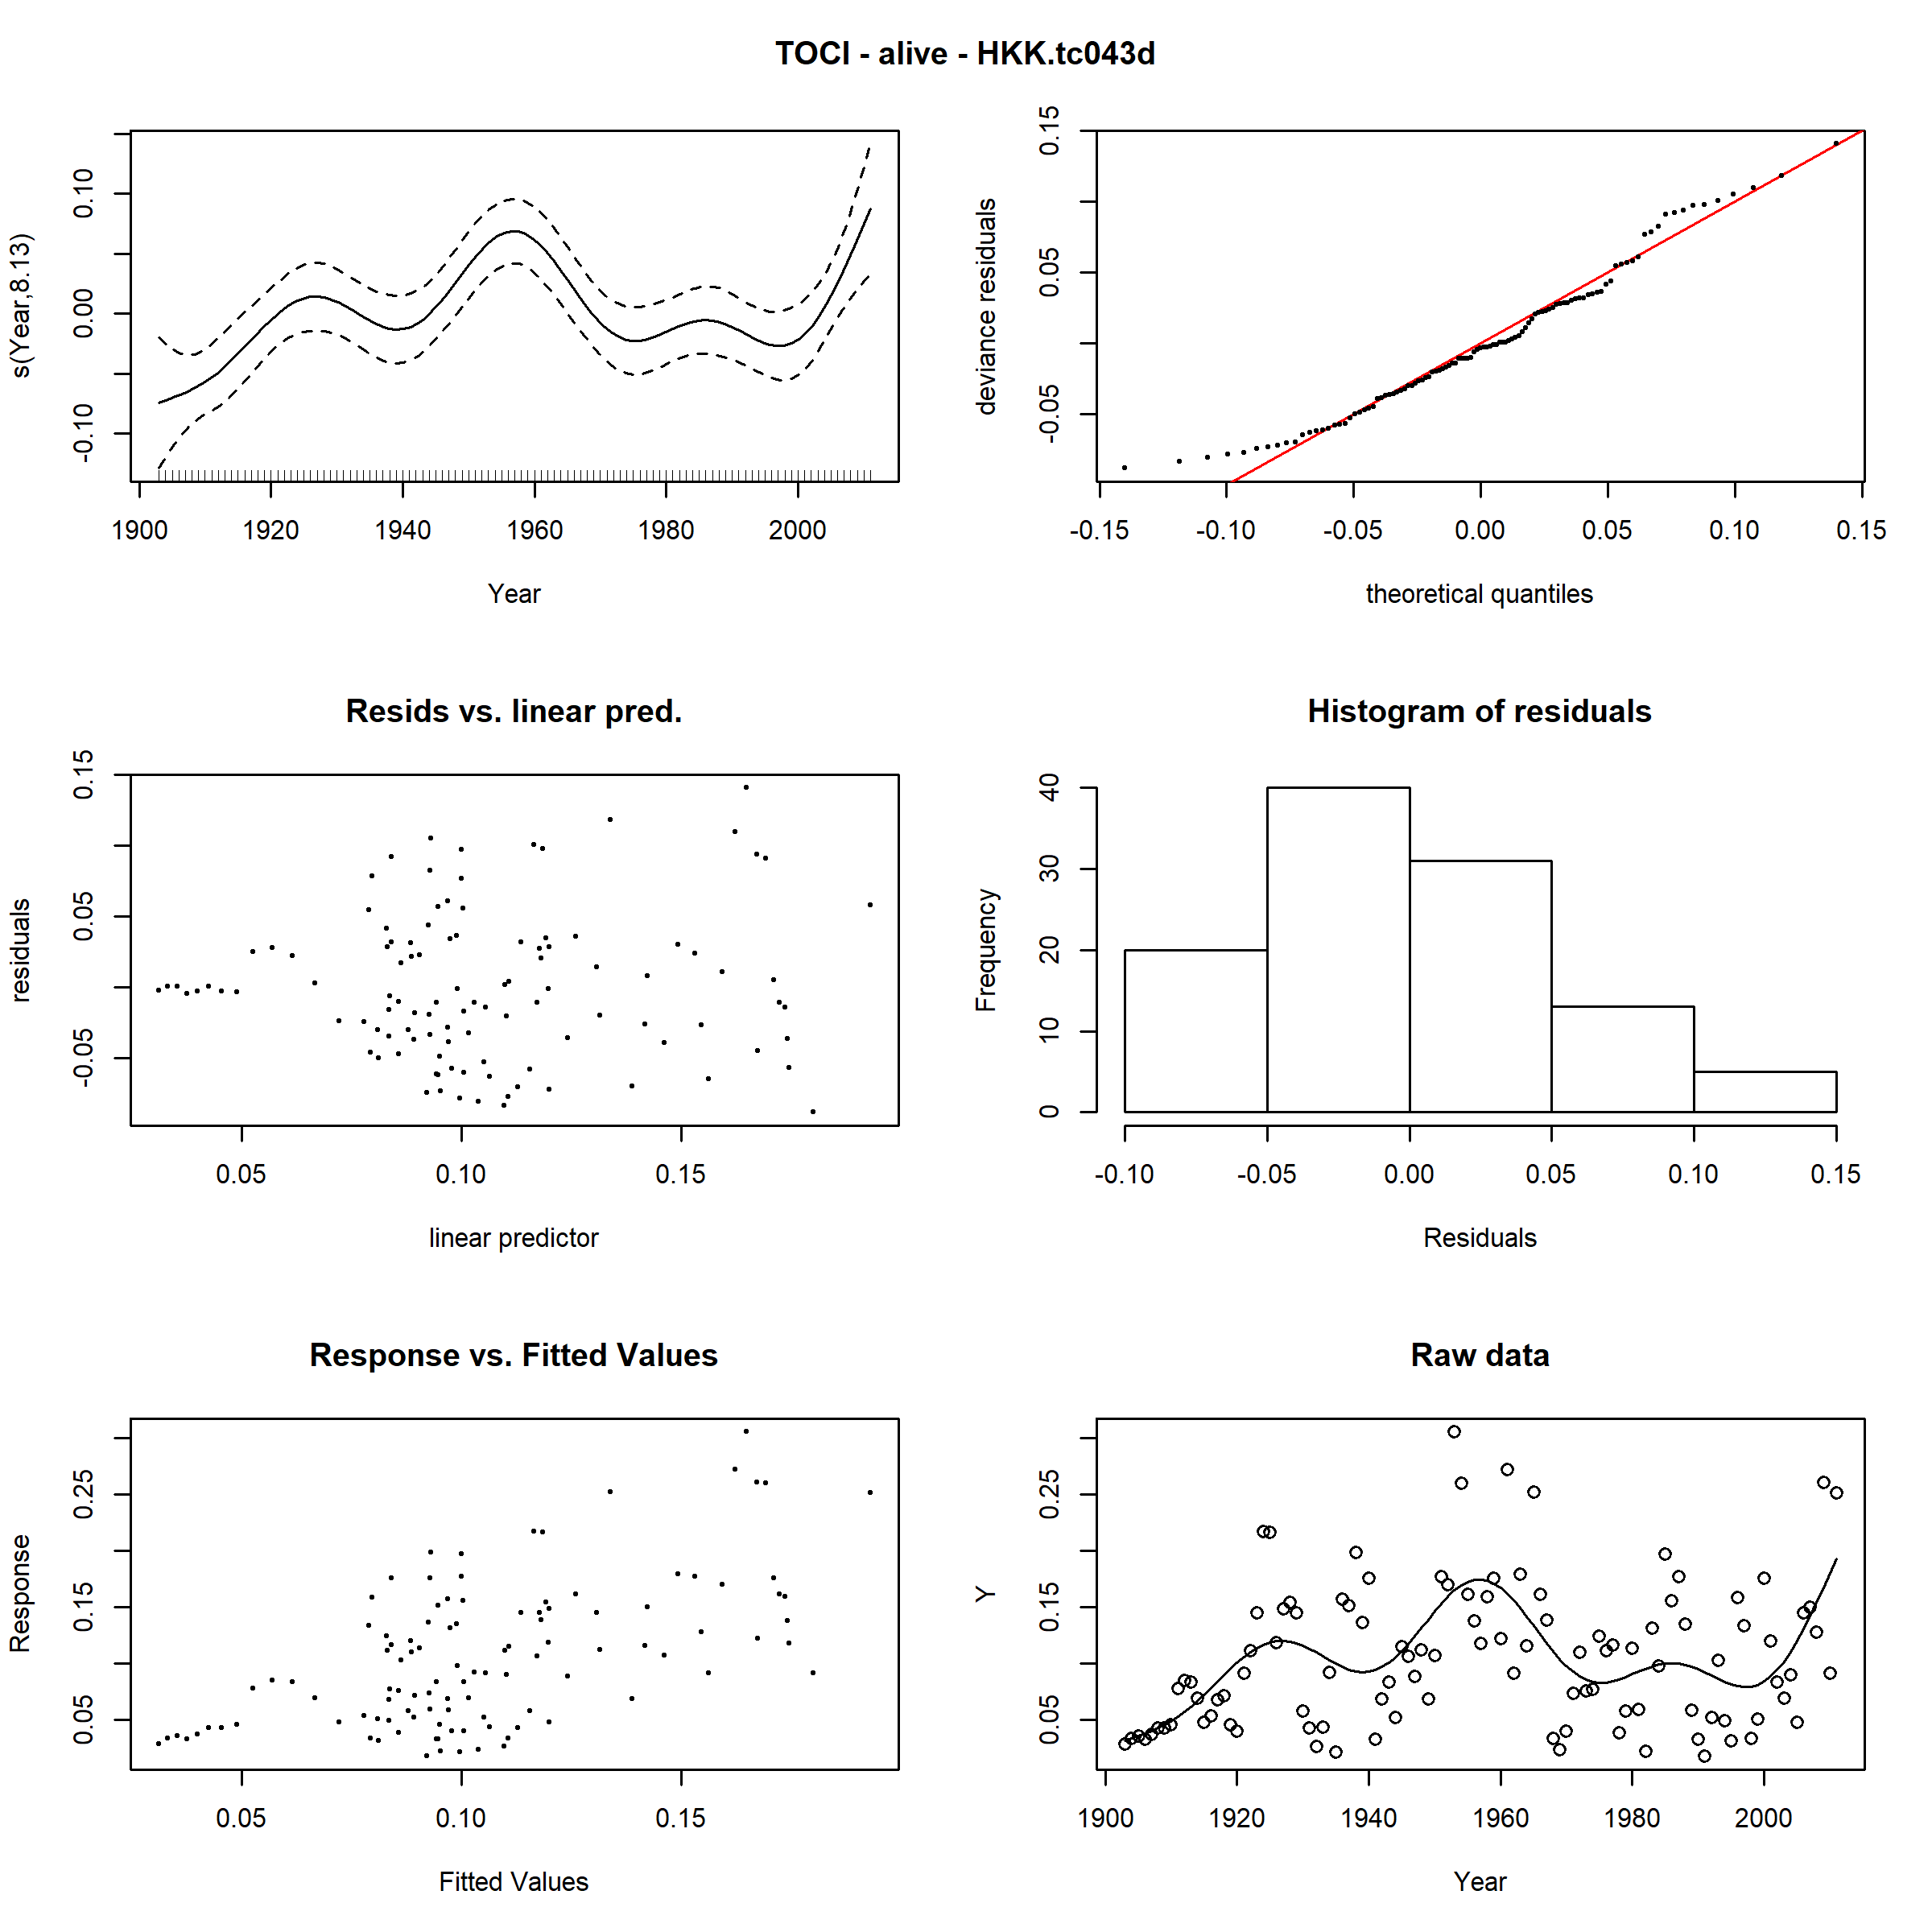 TOCI - alive - HKK.tc043d
s(Year,8.13)
-0.10 0.00 0.10
1900 1920 1940 1960 1980 2000
Year
deviance residuals
-0.05 0.05 0.15
-0.15 -0.10 -0.05 0.00 0.05 0.10 0.15
theoretical quantiles
Resids vs. linear pred.
residuals
-0.05 0.05 0.15
0.05 0.10 0.15
linear predictor
Histogram of residuals
Frequency
0 10 20 30 40
-0.10 -0.05 0.00 0.05 0.10 0.15
Residuals
Response vs. Fitted Values
Response
0.05 0.15 0.25
0.05 0.10 0.15
Fitted Values
Raw data
Y
0.05 0.15 0.25
1900 1920 1940 1960 1980 2000
Year